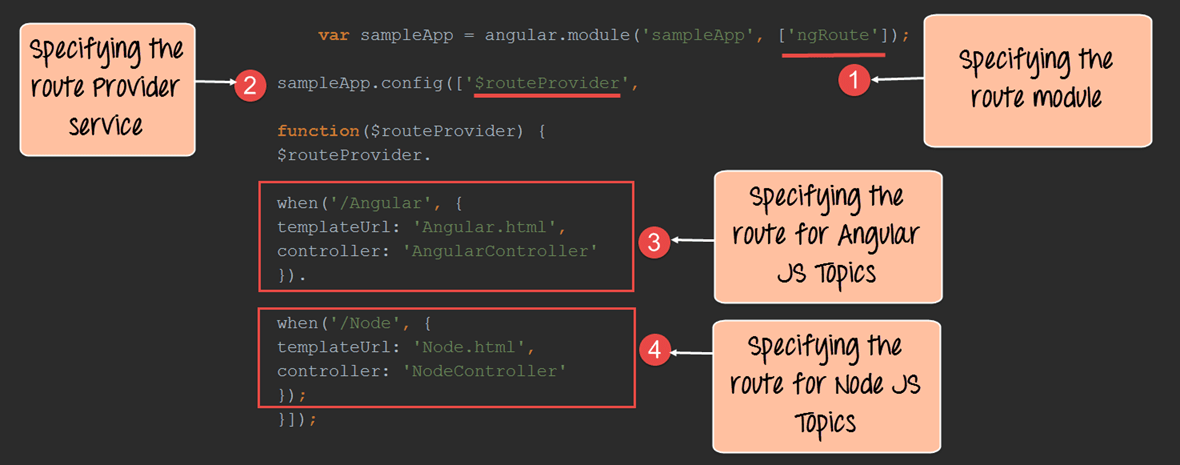 Specifying the
route Provider
service
2
var sampleApp = angular.module('sampleApp', ['ngRoute']);
sampleApp.config(['$routeProvider',
function($routeProvider) {
$routeProvider.
when('/Angular', {
templateUrl: 'Angular.html',
controller: 'AngularController'
}).
when('/Node', {
templateUrl: 'Node.html',
controller: 'NodeController'
});
}]);
1
Specifying the
route module
3
Specifying the
route for Angular
JS Topics
4
Specifying the
route for Node JS
Topics